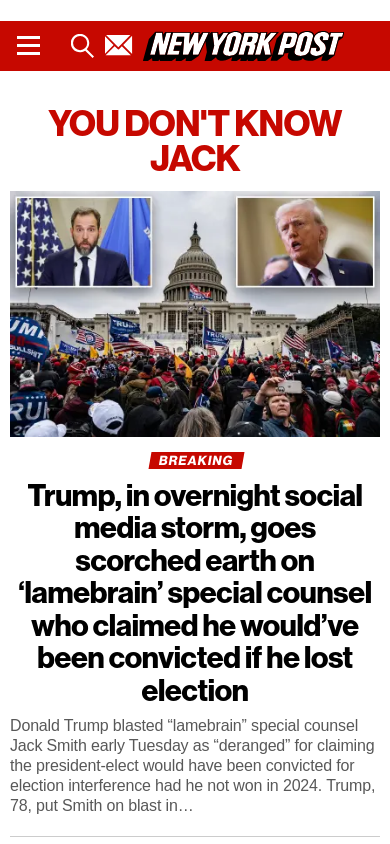 NEW YORK POST
YOU DON'T KNOW
JACK
TRUMP
BULLSHIT
TRUMP
TRUMP
BREAKING
Trump, in overnight social
media storm, goes
scorched earth on
‘lamebrain’ special counsel
who claimed he would’ve
been convicted if he lost
election
Donald Trump blasted “lamebrain” special counsel
Jack Smith early Tuesday as “deranged” for claiming
the president-elect would have been convicted for
election interference had he not won in 2024. Trump,
78, put Smith on blast in…